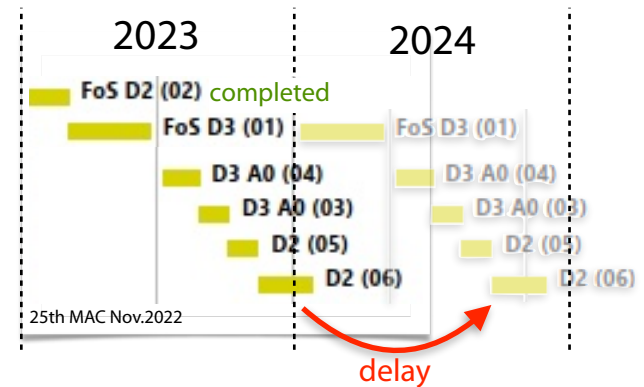 2023 2024
FoS D2 (02) completed
FoS D3 (01) FoS D3 (01)
D3 A0 (04) D3 A0 (04)
D3 A0 (03) D3 A0 (03)
D2 (05) D2 (05)
D2 (06) D2 (06)
25th MAC Nov.2022
delay